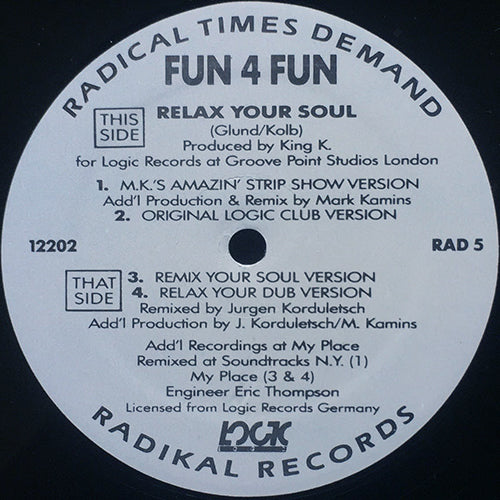 RADICAL TIMES DEMAND
FUN 4 FUN
THIS SIDE
RELAX YOUR SOUL
(Glund/Kolb)
Produced by King K.
for Logic Records at Groove Point Studios London
1. M.K.'S AMAZIN' STRIP SHOW VERSION
Add'l Production & Remix by Mark Kamins
2. ORIGINAL LOGIC CLUB VERSION
12202
RAD 5
THAT SIDE
3. REMIX YOUR SOUL VERSION
4. RELAX YOUR DUB VERSION
Remixed by Jurgen Korduletsch
Add'l Production by J. Korduletsch/M. Kamins
Add'l Recordings at My Place
Remixed at Soundtracks N.Y. (1)
My Place (3 & 4)
Engineer Eric Thompson
Licensed from Logic Records Germany
LOGIC
RADIKAL RECORDS